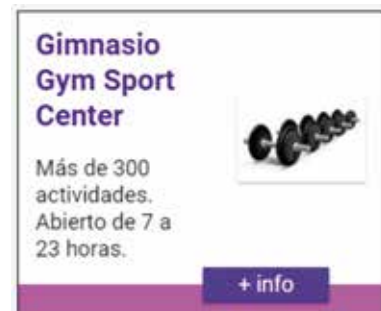 Gimnasio
Gym Sport
Center
Más de 300
actividades.
Abierto de 7 a
23 horas.
+ info